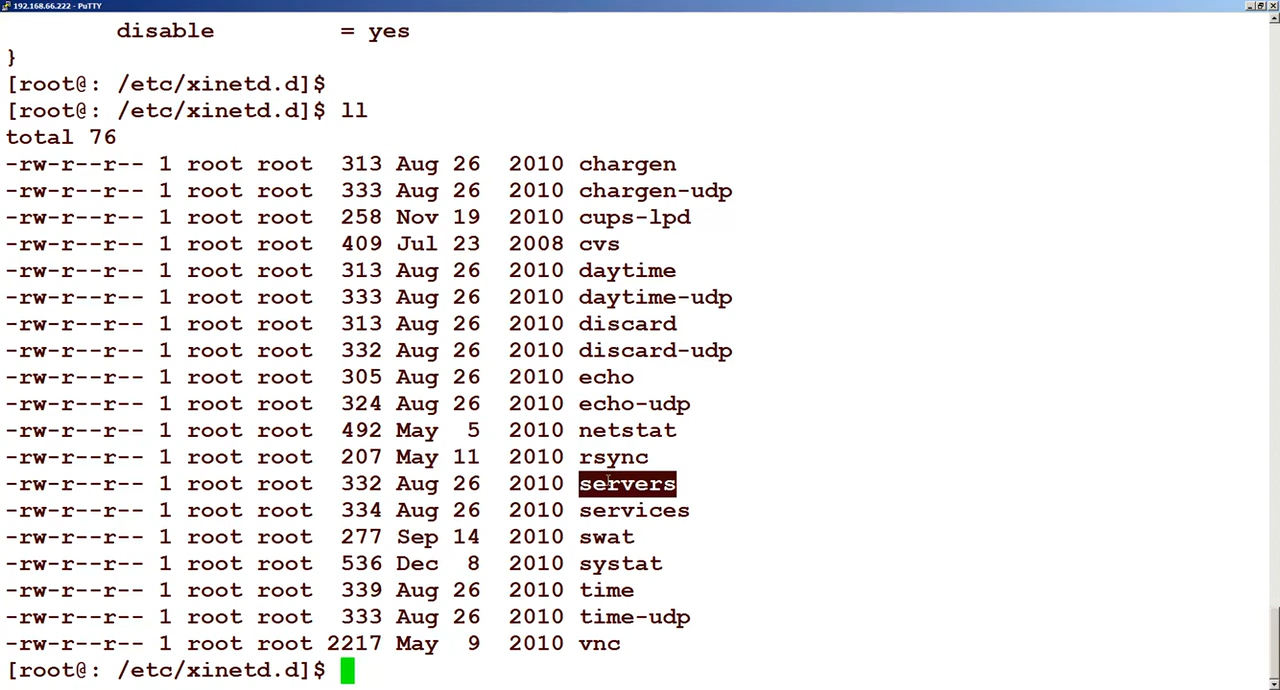 192.168.66.222 - PuTTY
disable = yes
}
[root@: /etc/xinetd.d]$
[root@: /etc/xinetd.d]$ ll
total 76
-rw-r--r-- 1 root root 313 Aug 26 2010 chargen
-rw-r--r-- 1 root root 333 Aug 26 2010 chargen-udp
-rw-r--r-- 1 root root 258 Nov 19 2010 cups-lpd
-rw-r--r-- 1 root root 409 Jul 23 2008 cvs
-rw-r--r-- 1 root root 313 Aug 26 2010 daytime
-rw-r--r-- 1 root root 333 Aug 26 2010 daytime-udp
-rw-r--r-- 1 root root 313 Aug 26 2010 discard
-rw-r--r-- 1 root root 332 Aug 26 2010 discard-udp
-rw-r--r-- 1 root root 305 Aug 26 2010 echo
-rw-r--r-- 1 root root 324 Aug 26 2010 echo-udp
-rw-r--r-- 1 root root 492 May 5 2010 netstat
-rw-r--r-- 1 root root 207 May 11 2010 rsync
-rw-r--r-- 1 root root 332 Aug 26 2010 servers
-rw-r--r-- 1 root root 334 Aug 26 2010 services
-rw-r--r-- 1 root root 277 Sep 14 2010 swat
-rw-r--r-- 1 root root 536 Dec 8 2010 systat
-rw-r--r-- 1 root root 339 Aug 26 2010 time
-rw-r--r-- 1 root root 333 Aug 26 2010 time-udp
-rw-r--r-- 1 root root 2217 May 9 2010 vnc
[root@: /etc/xinetd.d]$